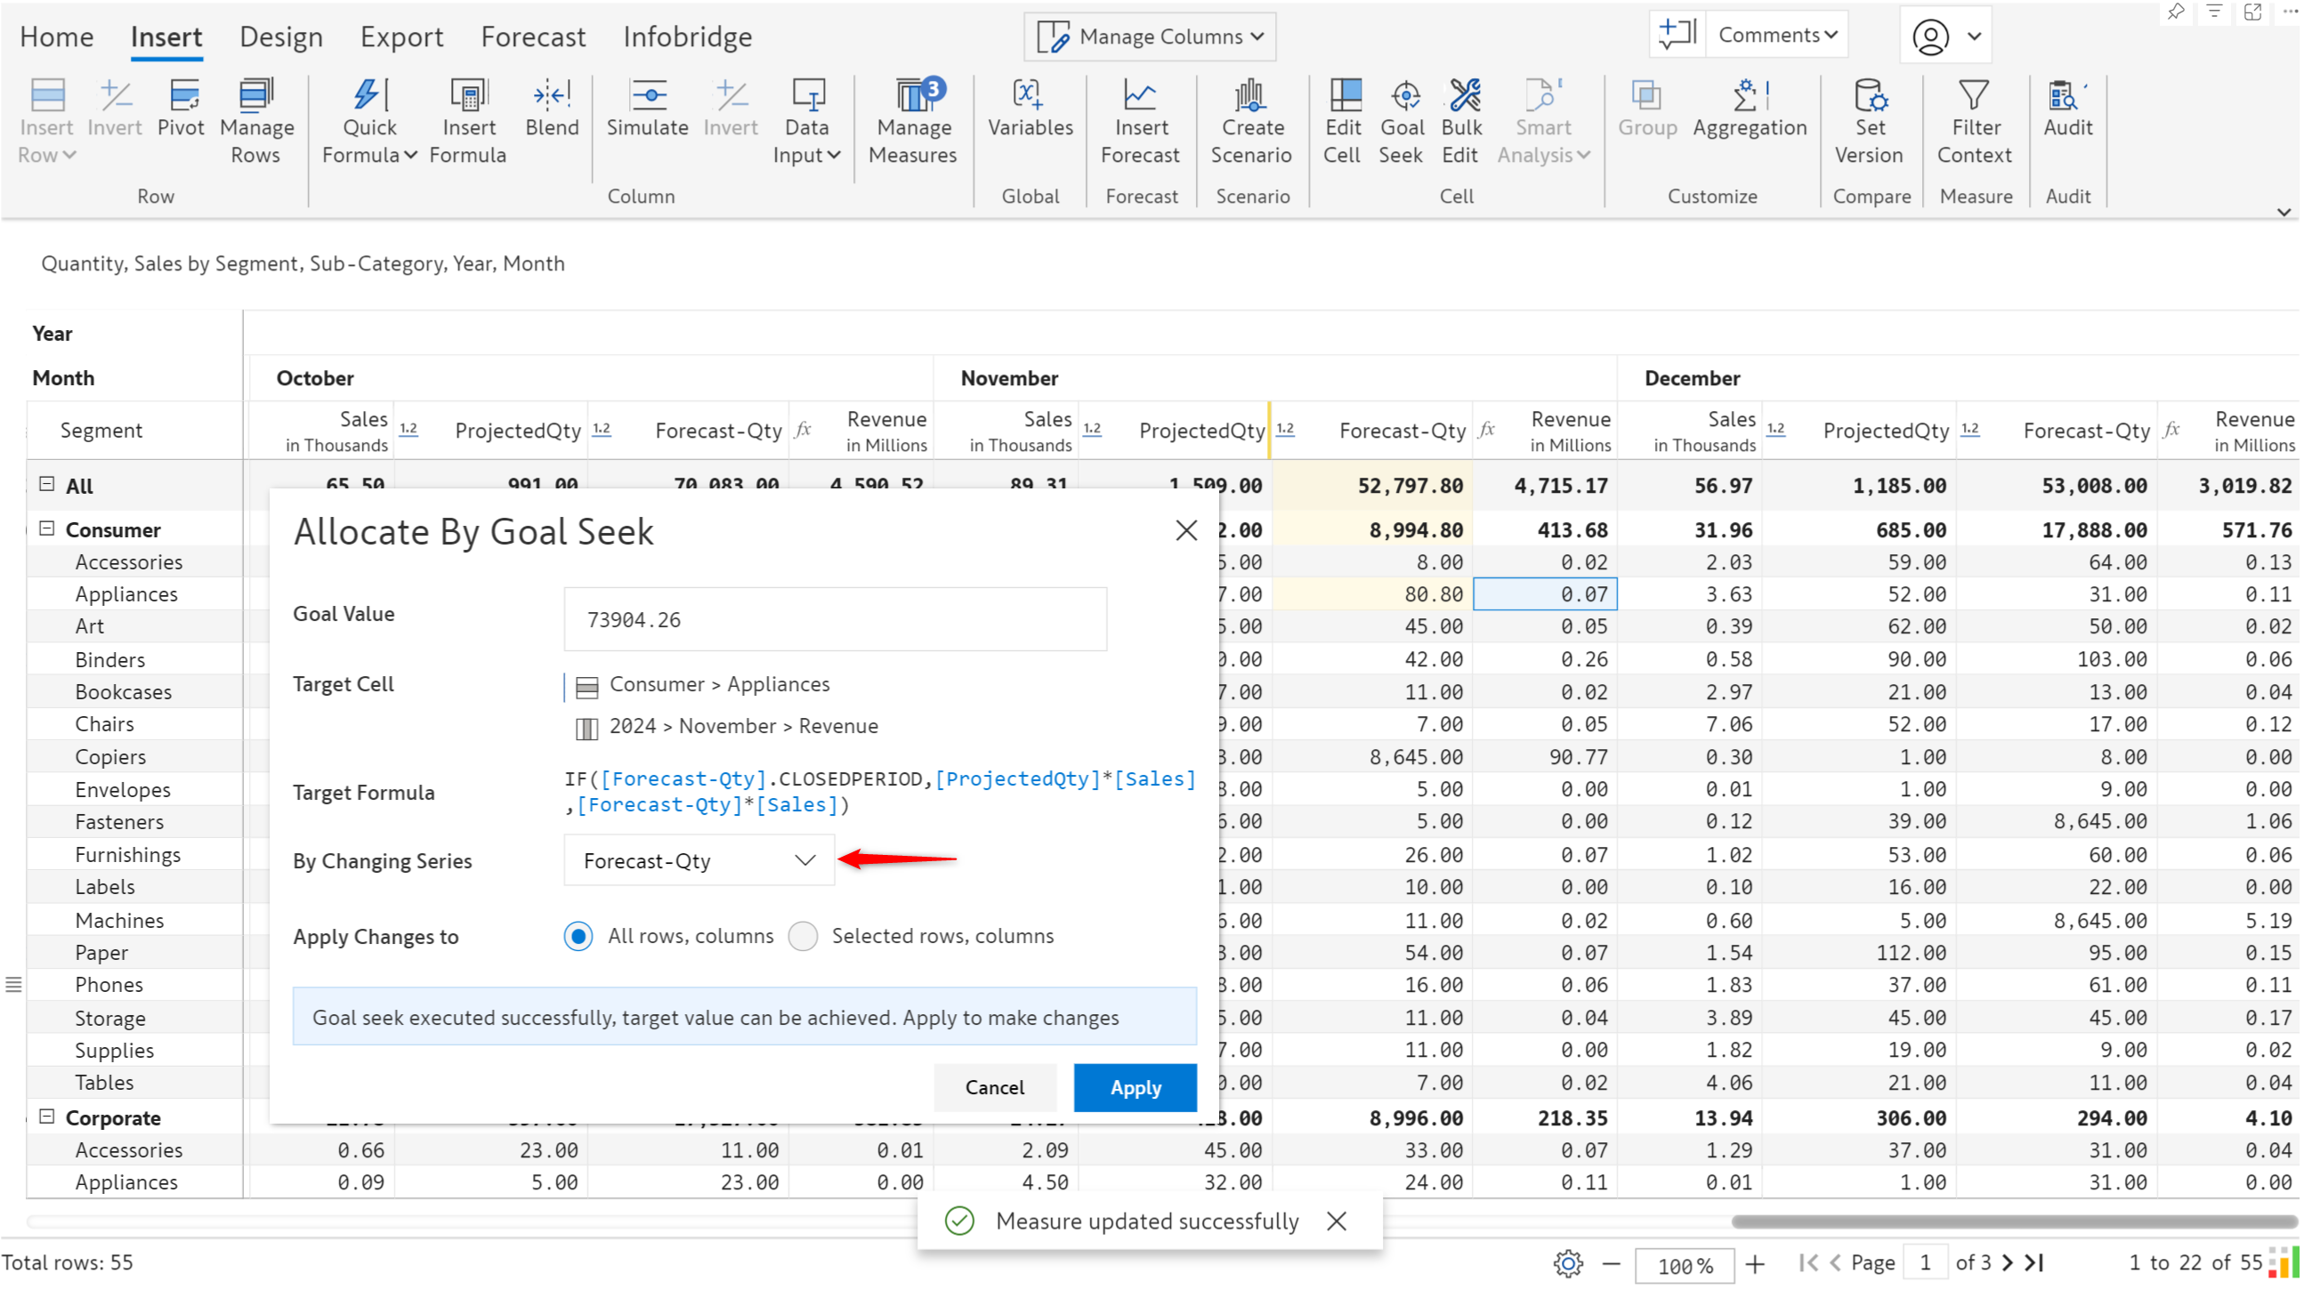 Home Insert Design Export Forecast Infobridge Manage Columns Comments
Insert Row Invert Pivot Manage Rows Quick Formula Insert Formula Blend Simulate Invert Data Input 3 Manage Measures Variables Insert Forecast Create Scenario Edit Cell Goal Seek Bulk Edit Smart Analysis Group Aggregation Set Version Filter Context Audit
Row Column Global Forecast Scenario Cell Customize Compare Measure Audit
Quantity, Sales by Segment, Sub-Category, Year, Month
Year
Month October November December
Segment Sales in Thousands 1.2 ProjectedQty 1.2 Forecast-Qty fx Revenue in Millions Sales in Thousands 1.2 ProjectedQty 1.2 Forecast-Qty fx Revenue in Millions Sales in Thousands 1.2 ProjectedQty 1.2 Forecast-Qty fx Revenue in Millions
All 65.50 991.00 70,083.00 4,590.52 89.31 1,509.00 52,797.80 4,715.17 56.97 1,185.00 53,008.00 3,019.82
Consumer 2.00 8,994.80 413.68 31.96 685.00 17,888.00 571.76
Accessories 5.00 8.00 0.02 2.03 59.00 64.00 0.13
Appliances 7.00 80.80 0.07 3.63 52.00 31.00 0.11
Art 5.00 45.00 0.05 0.39 62.00 50.00 0.02
Binders 0.00 42.00 0.26 0.58 90.00 103.00 0.06
Bookcases 7.00 11.00 0.02 2.97 21.00 13.00 0.04
Chairs 9.00 7.00 0.05 7.06 52.00 17.00 0.12
Copiers 3.00 8,645.00 90.77 0.30 1.00 8.00 0.00
Envelopes 8.00 5.00 0.00 0.01 1.00 9.00 0.00
Fasteners 6.00 5.00 0.00 0.12 39.00 8,645.00 1.06
Furnishings 2.00 26.00 0.07 1.02 53.00 60.00 0.06
Labels 1.00 10.00 0.00 0.10 16.00 22.00 0.00
Machines 6.00 11.00 0.02 0.60 5.00 8,645.00 5.19
Paper 3.00 54.00 0.07 1.54 112.00 95.00 0.15
Phones 8.00 16.00 0.06 1.83 37.00 61.00 0.11
Storage 5.00 11.00 0.04 3.89 45.00 45.00 0.17
Supplies 7.00 11.00 0.00 1.82 19.00 9.00 0.02
Tables 0.00 7.00 0.02 4.06 21.00 11.00 0.04
Corporate 8.00 8,996.00 218.35 13.94 306.00 294.00 4.10
Accessories 0.66 23.00 11.00 0.01 2.09 45.00 33.00 0.07 1.29 37.00 31.00 0.04
Appliances 0.09 5.00 23.00 0.00 4.50 32.00 24.00 0.11 0.01 1.00 31.00 0.00
Allocate By Goal Seek
Goal Value 73904.26
Target Cell Consumer > Appliances
2024 > November > Revenue
Target Formula IF([Forecast-Qty].CLOSEDPERIOD,[ProjectedQty]*[Sales]
,[Forecast-Qty]*[Sales])
By Changing Series Forecast-Qty
Apply Changes to All rows, columns Selected rows, columns
Goal seek executed successfully, target value can be achieved. Apply to make changes
Cancel Apply
Measure updated successfully
Total rows: 55 100% Page 1 of 3 1 to 22 of 55